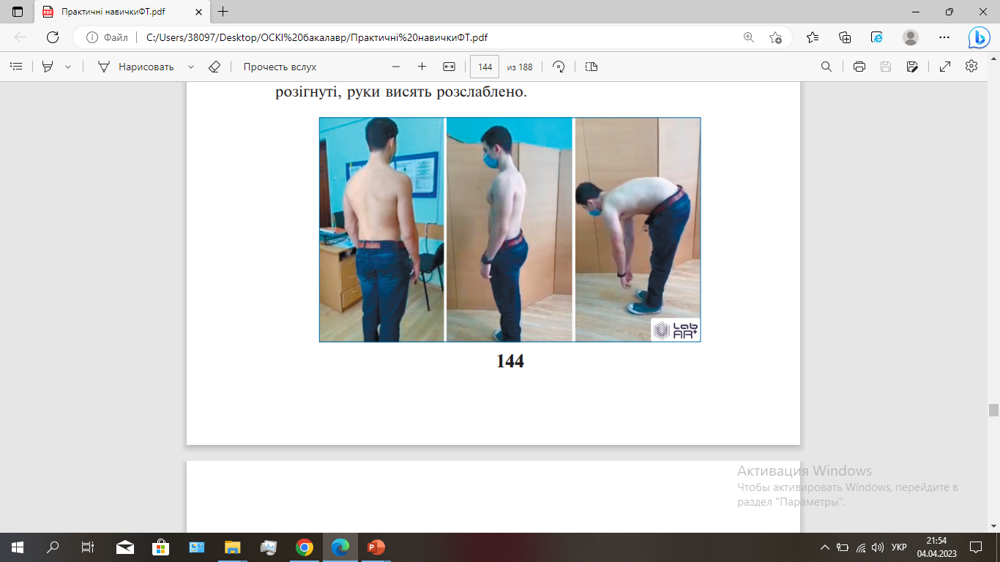 Практичні навичкиФТ.pdf
Файл
C:/Users/38097/Desktop/ОСКІ%20бакалавр/Практичні%20навичкиФТ.pdf
Нарисовать
Прочесть вслух
144
из 188
розігнуті, руки висять розслаблено.
Lab
AR+
144
Активация Windows
Чтобы активировать Windows, перейдите в
раздел "Параметры".
УКР
21:54
04.04.2023